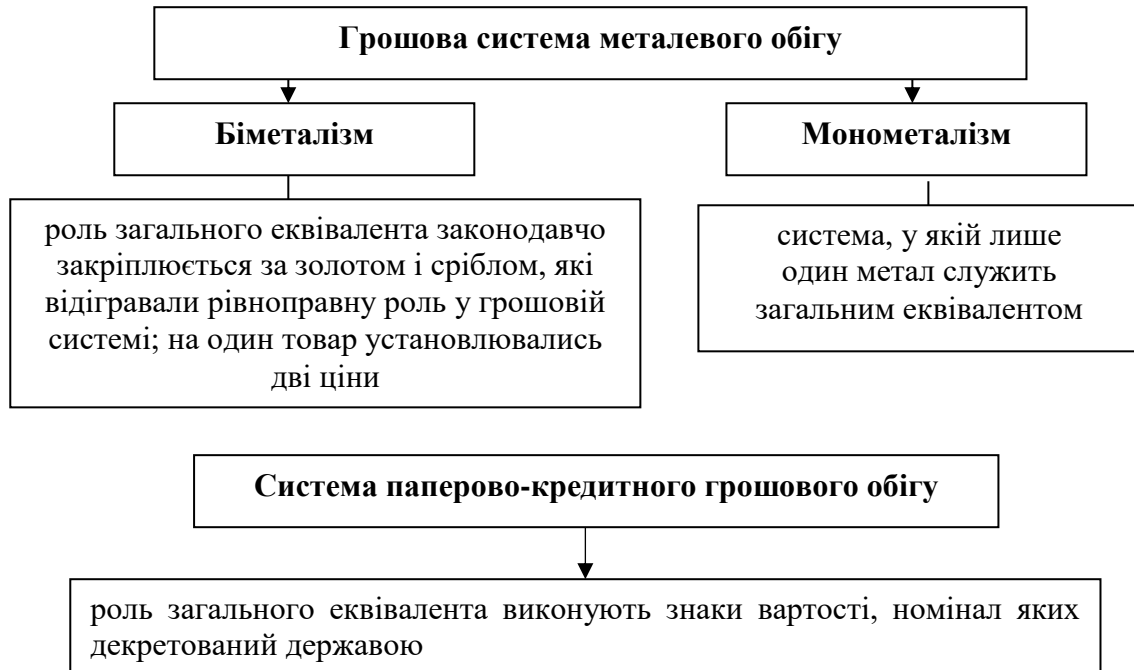 Грошова система металевого обігу
Біметалізм
Монометалізм
роль загального еквівалента законодавчо
закріплюється за золотом і сріблом, які
відігравали рівноправну роль у грошовій
системі; на один товар установлювались
дві ціни
система, у якій лише
один метал служить
загальним еквівалентом
Система паперово-кредитного грошового обігу
роль загального еквівалента виконують знаки вартості, номінал яких
декретований державою